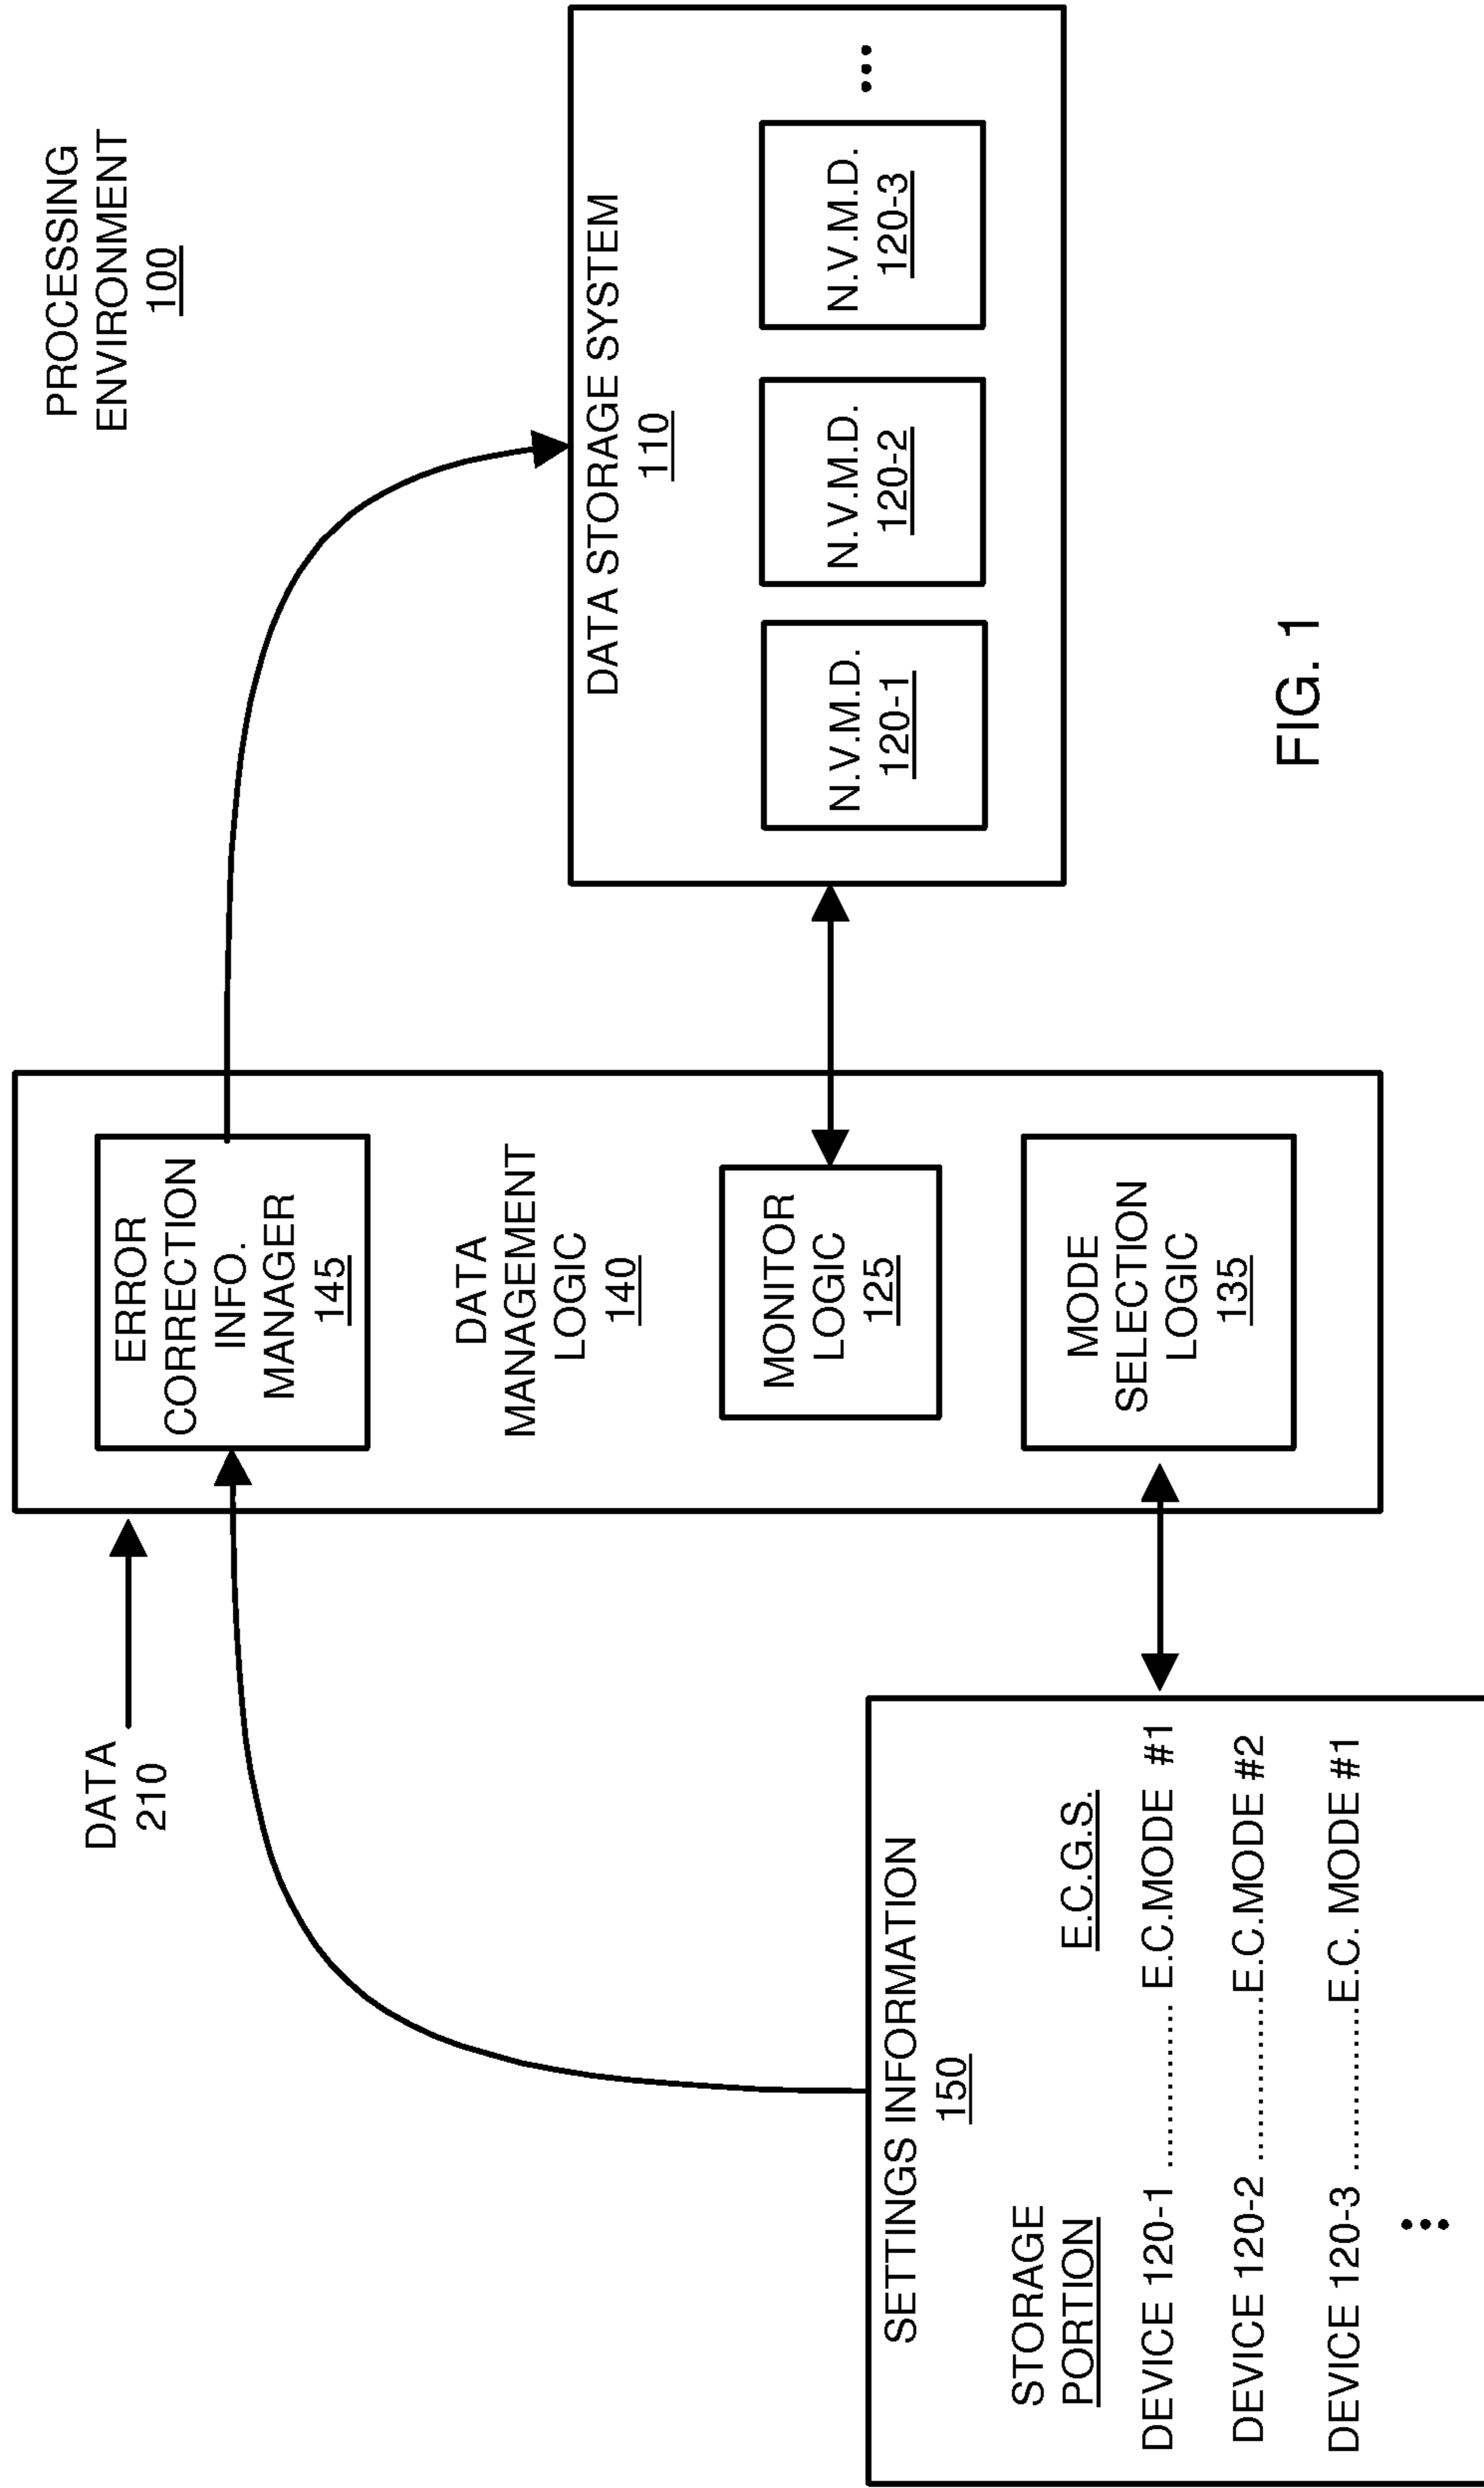 PROCESSING
ENVIRONMENT
100
DATA
210
ERROR
CORRECTION
INFO.
MANAGER
145
DATA
MANAGEMENT
LOGIC
140
MONITOR
LOGIC
125
MODE
SELECTION
LOGIC
135
DATA STORAGE SYSTEM
110
N.V.M.D.
120-1
N.V.M.D.
120-2
N.V.M.D.
120-3
...
SETTINGS INFORMATION
150
STORAGE
PORTION
E.C.G.S.
DEVICE 120-1 ............... E.C.MODE #1
DEVICE 120-2 ...............E.C.MODE #2
DEVICE 120-3 ...............E.C. MODE #1
...
FIG. 1